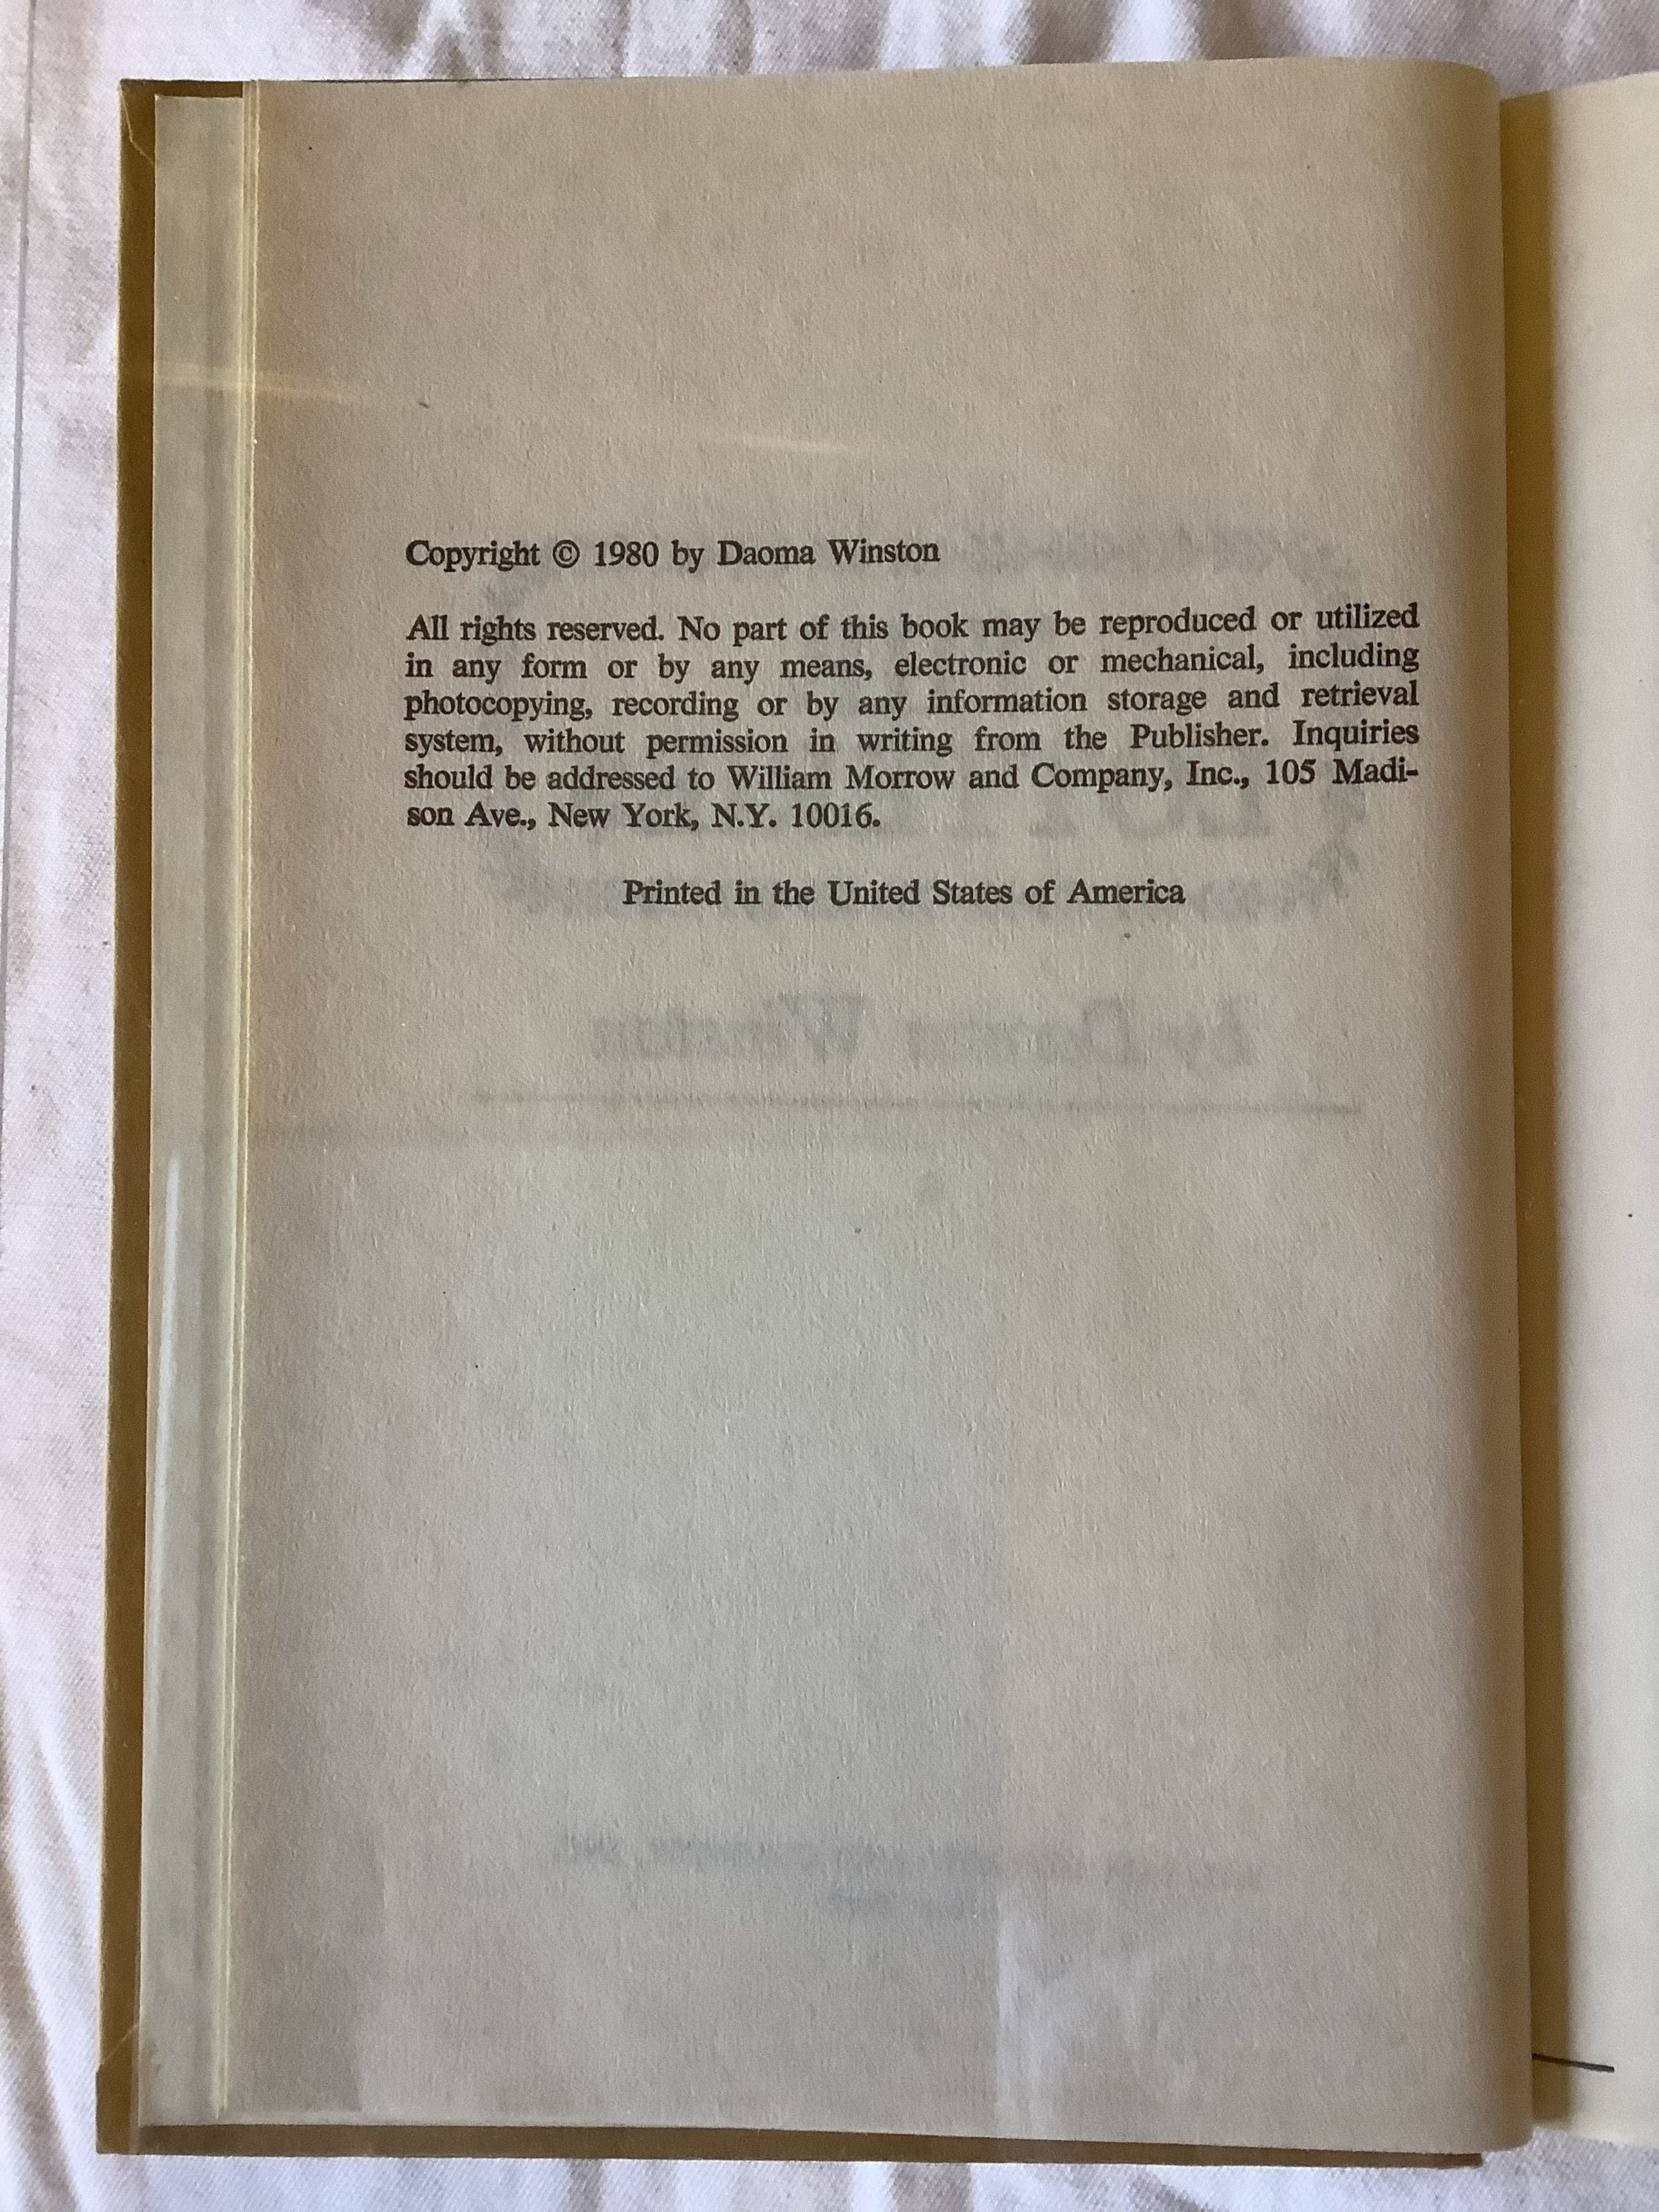 Copyright © 1980 by Daoma Winston
All rights reserved. No part of this book may be reproduced or utilized
in any form or by any means, electronic or mechanical, including
photocopying, recording or by any information storage and retrieval
system, without permission in writing from the Publisher. Inquiries
should be addressed to William Morrow and Company, Inc., 105 Madi-
son Ave., New York, N.Y. 10016.
Printed in the United States of America
by Daoma Winston